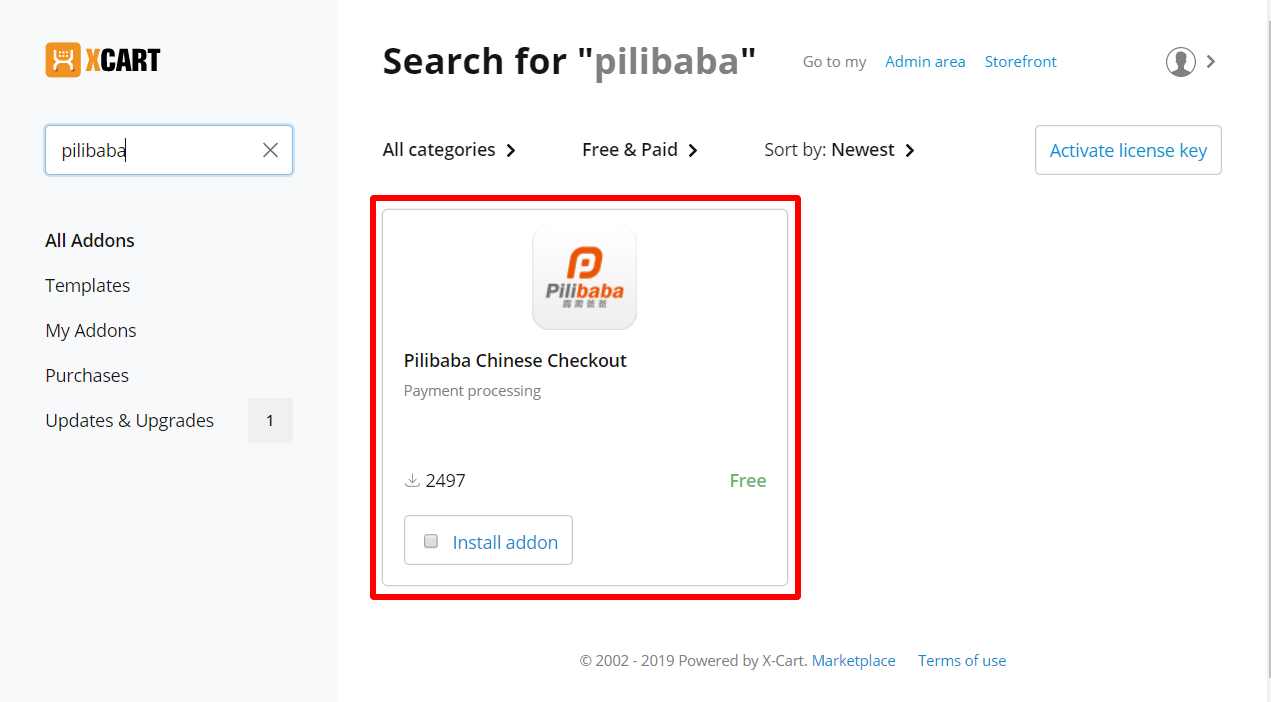 XCART
Search for "pilibaba"
Go to my Admin area Storefront
pilibaba
All categories Free & Paid Sort by: Newest Activate license key
All Addons
Templates
My Addons
Purchases
Updates & Upgrades 1
Pilibaba
霹雳爸爸
Pilibaba Chinese Checkout
Payment processing
2497 Free
Install addon
© 2002 - 2019 Powered by X-Cart. Marketplace Terms of use